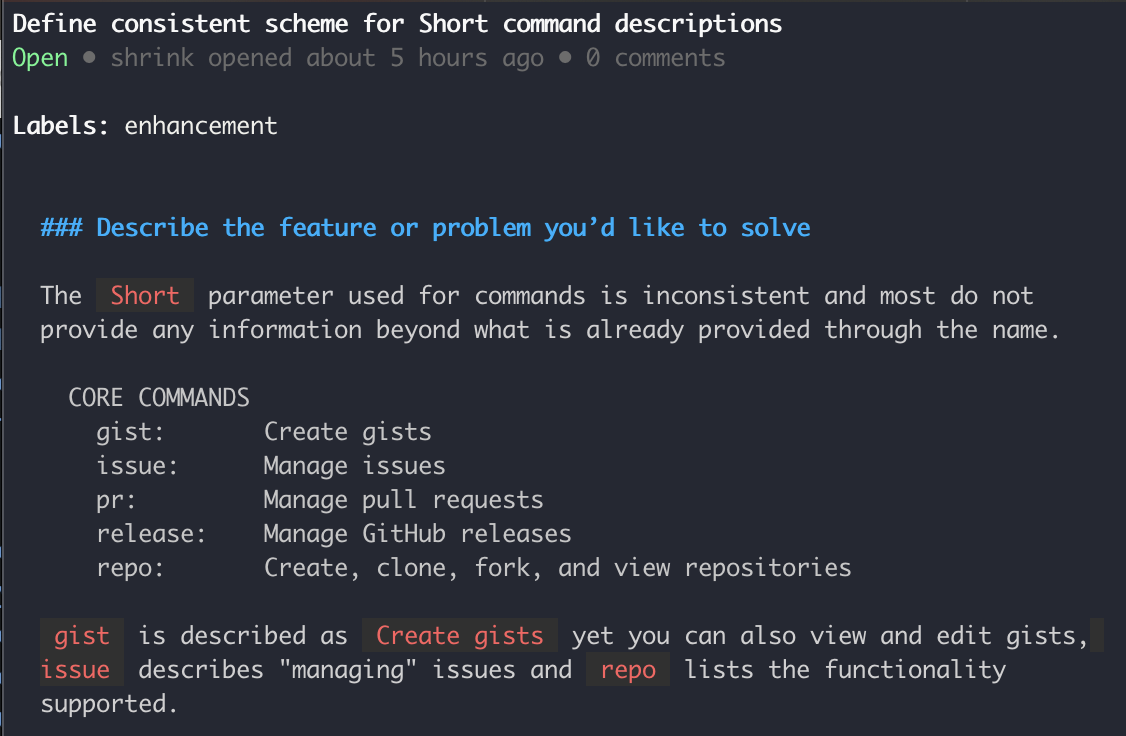 Define consistent scheme for Short command descriptions
Open • shrink opened about 5 hours ago • 0 comments
Labels: enhancement
### Describe the feature or problem you’d like to solve
The Short parameter used for commands is inconsistent and most do not
provide any information beyond what is already provided through the name.
CORE COMMANDS
gist: Create gists
issue: Manage issues
pr: Manage pull requests
release: Manage GitHub releases
repo: Create, clone, fork, and view repositories
gist is described as Create gists yet you can also view and edit gists,
issue describes "managing" issues and repo lists the functionality
supported.